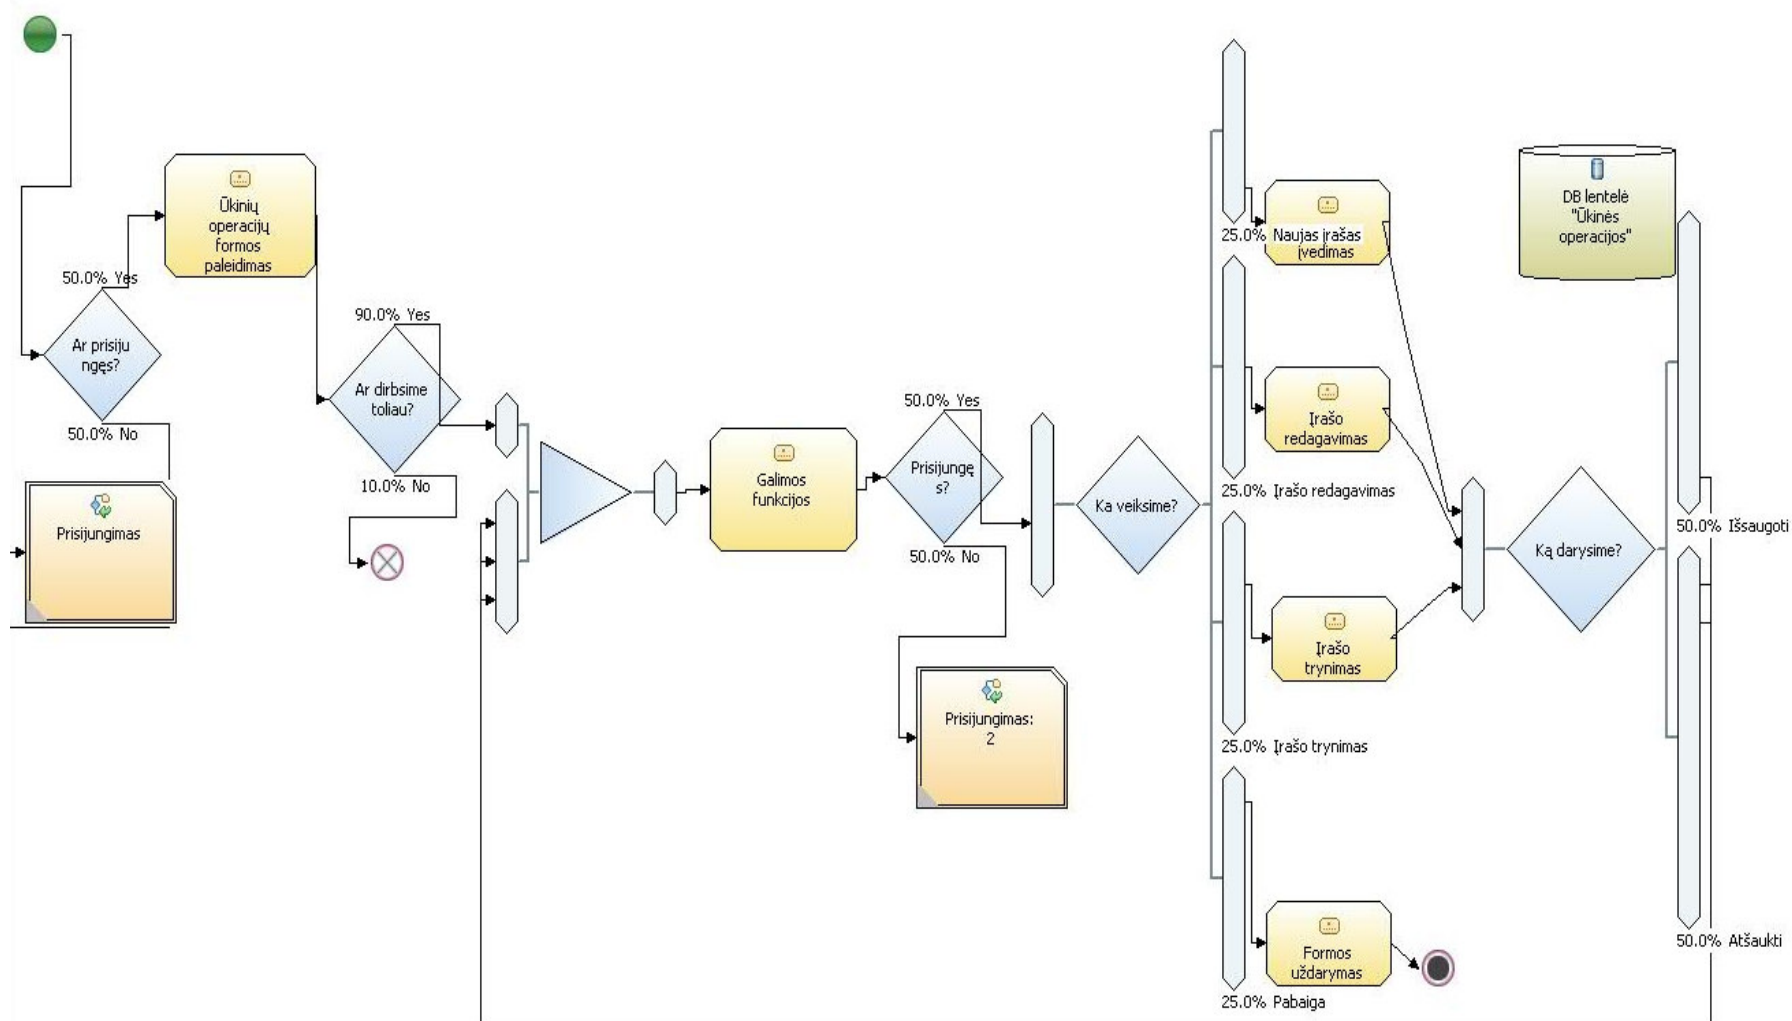 50.0% Yes
Ar prisiju
ngęs?
50.0% No
Prisijungimas
Ūkinių
operacijų
formos
paleidimas
90.0% Yes
Ar dirbsime
toliau?
10.0% No
Galimos
funkcijos
50.0% Yes
Prisijungę
s?
50.0% No
Prisijungimas:
2
Ka veiksime?
25.0% Naujas įrašas
įvedimas
Įrašo
redagavimas
25.0% Įrašo redagavimas
Įrašo
trynimas
25.0% Įrašo trynimas
Formos
uždarymas
25.0% Pabaiga
Ką darysime?
DB lentelė
"Ūkinės
operacijos"
50.0% Išsaugoti
50.0% Atšaukti